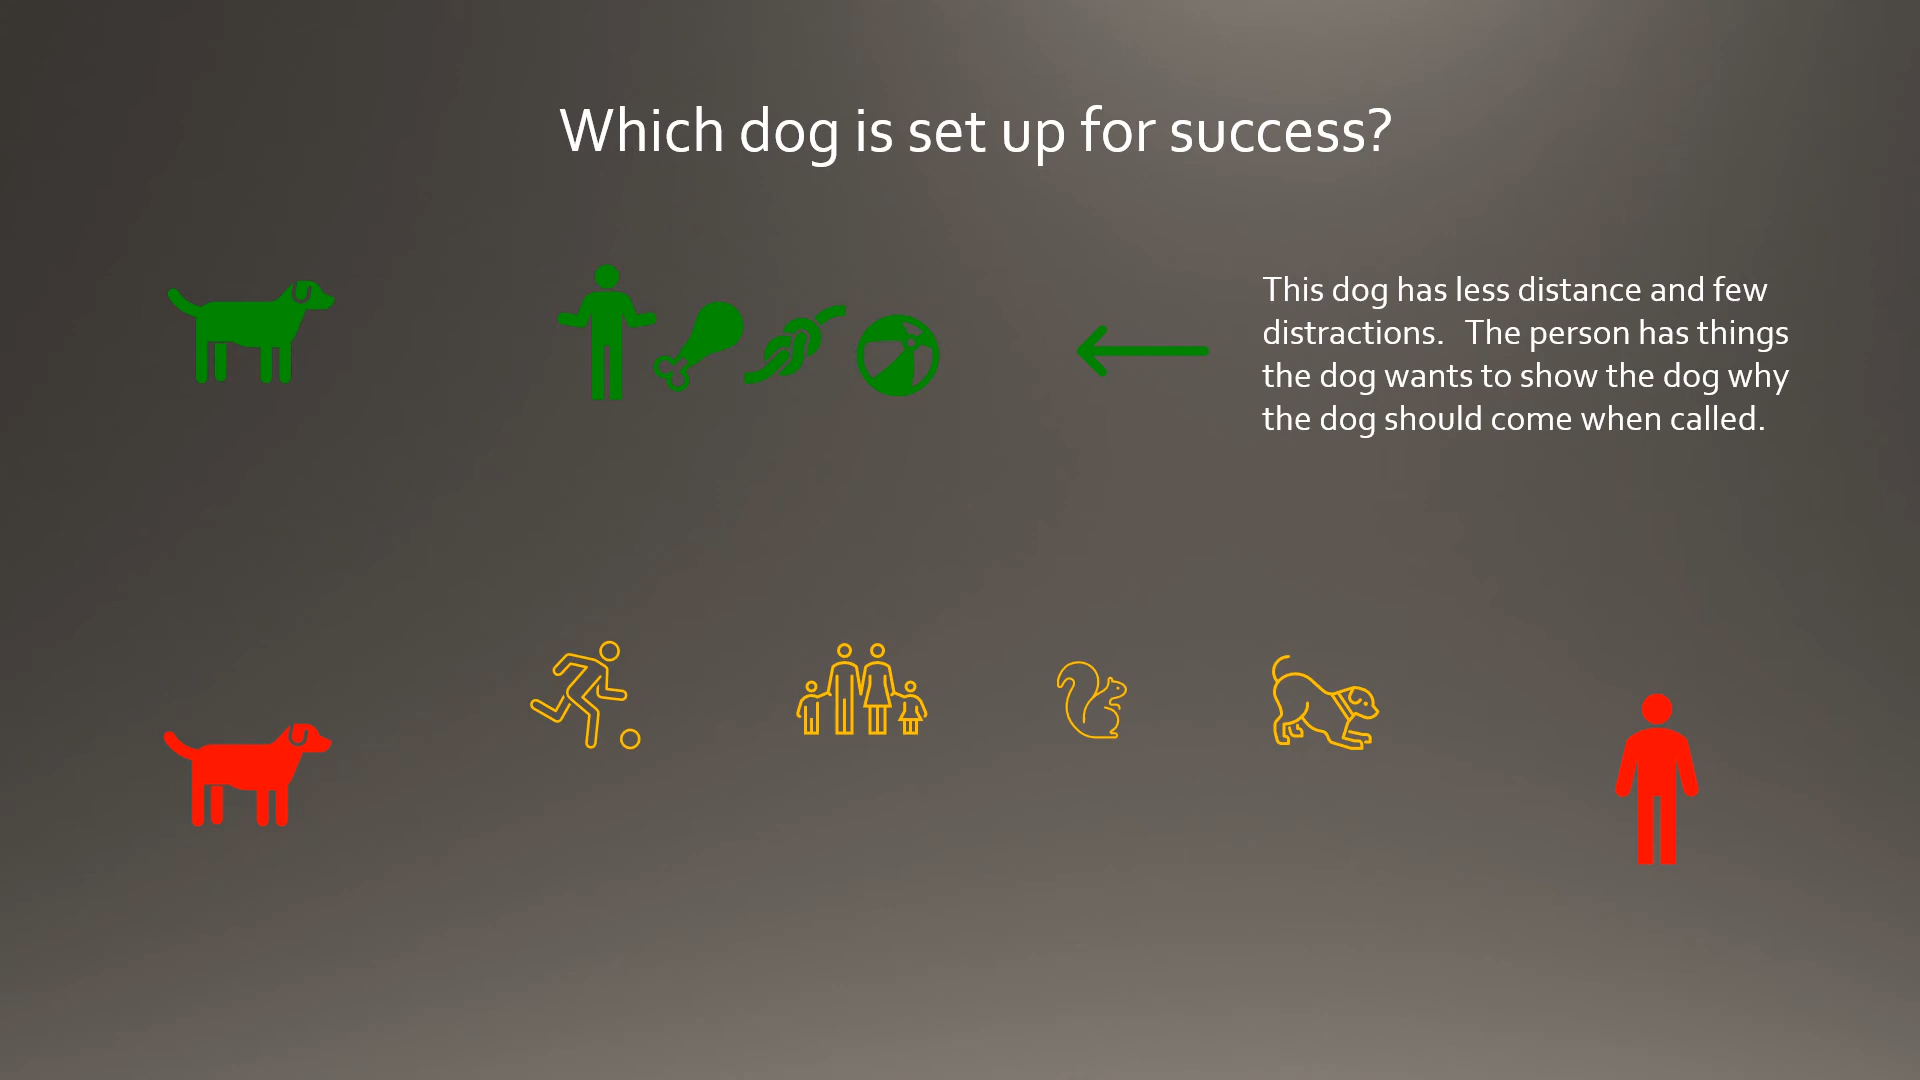 Which dog is set up for success?
This dog has less distance and few
distractions.  The person has things
the dog wants to show the dog why
the dog should come when called.